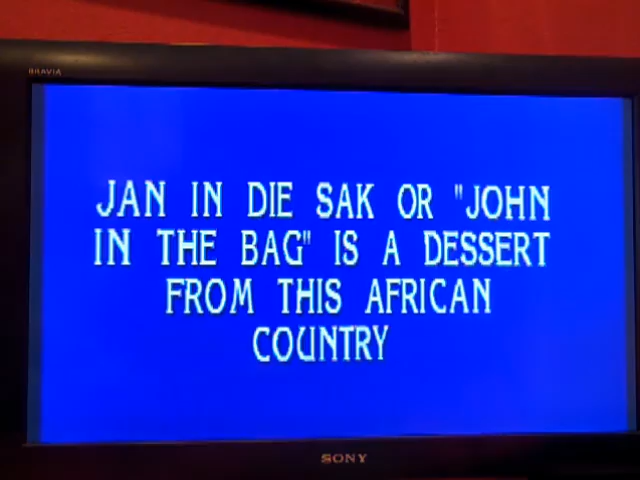 BRAVIA
JAN IN DIE SAK OR "JOHN
IN THE BAG" IS A DESSERT
FROM THIS AFRICAN
COUNTRY
SONY